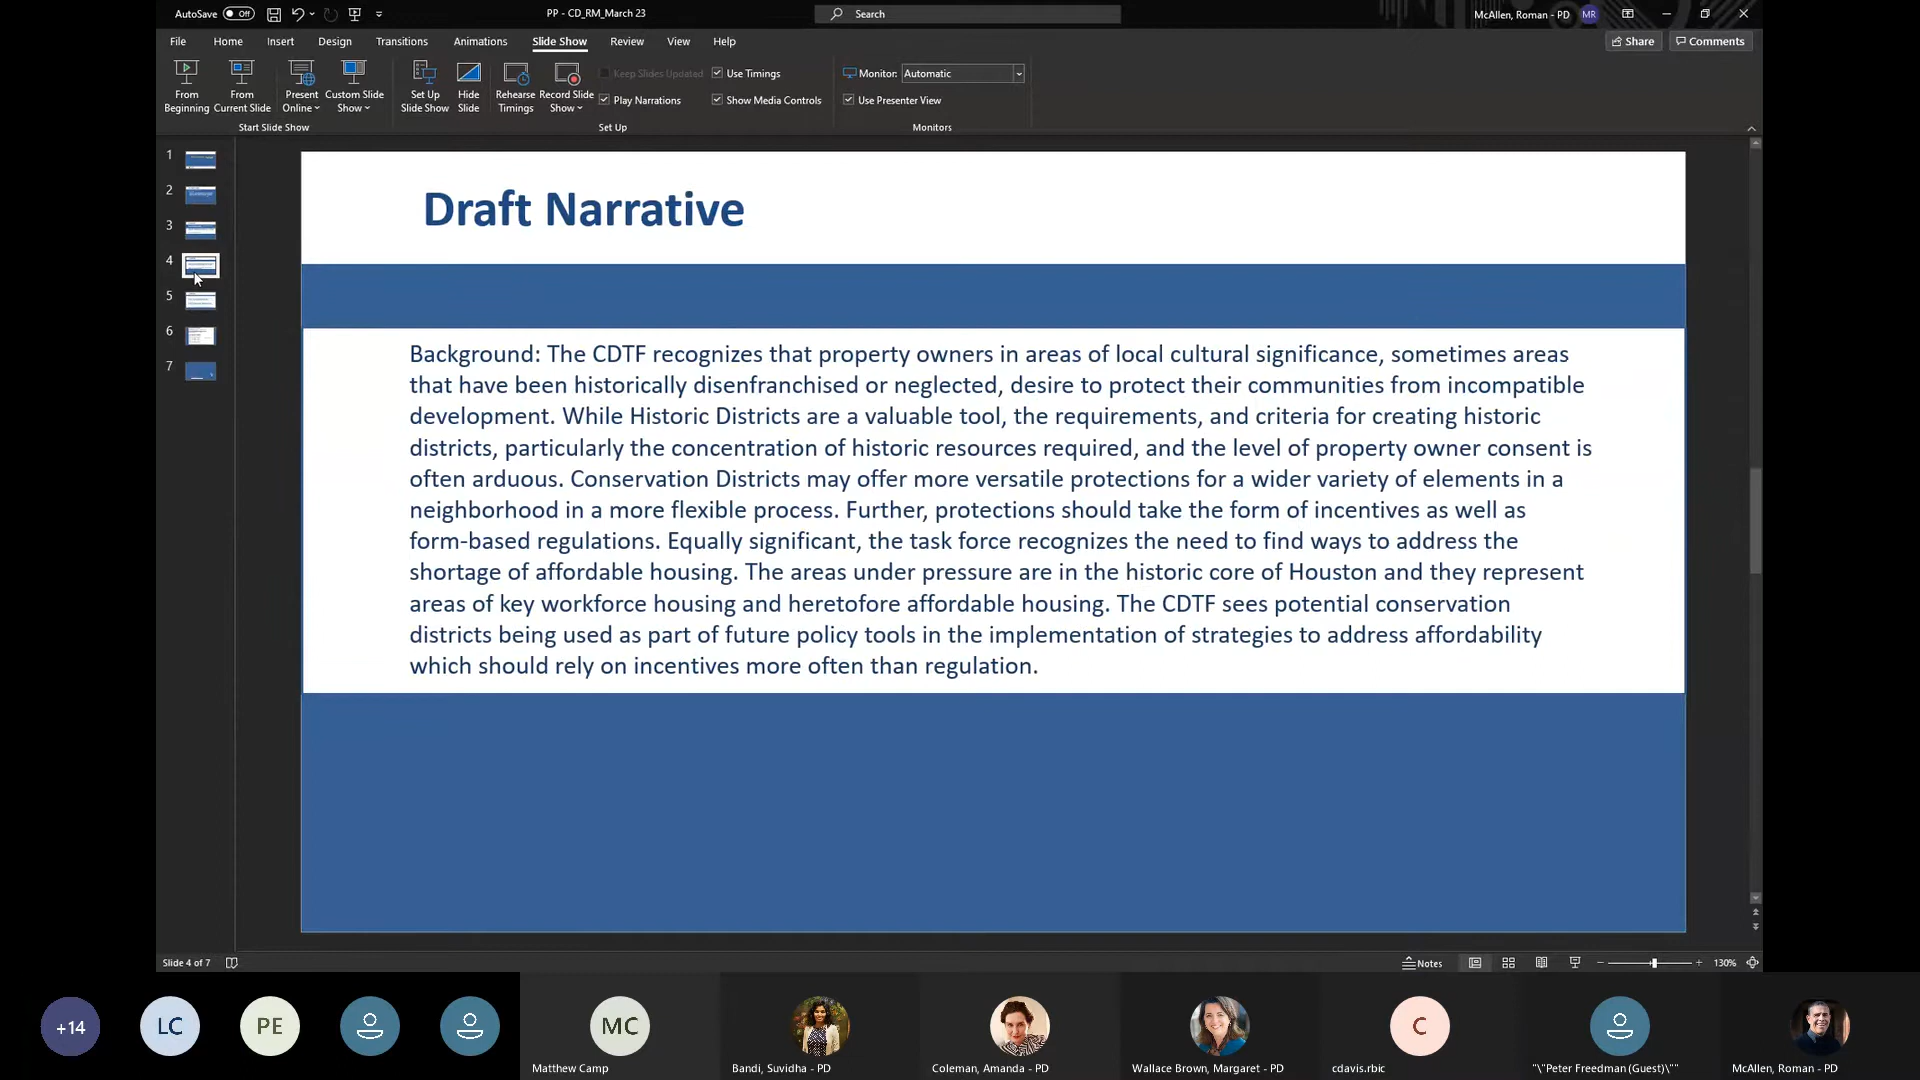 AutoSave Off PP - CD_RM_March 23 Search McAllen, Roman - PD MR
File Home Insert Design Transitions Animations Slide Show Review View Help Share Comments
From Beginning
From Current Slide
Present Online
Custom Slide Show
Set Up Slide Show
Hide Slide
Rehearse Timings
Record Slide Show
Keep Slides Updated
Play Narrations
Use Timings
Show Media Controls
Monitor: Automatic
Use Presenter View
Start Slide Show Set Up Monitors
1
2
3
4
5
6
7
Draft Narrative
Background: The CDTF recognizes that property owners in areas of local cultural significance, sometimes areas
that have been historically disenfranchised or neglected, desire to protect their communities from incompatible
development. While Historic Districts are a valuable tool, the requirements, and criteria for creating historic
districts, particularly the concentration of historic resources required, and the level of property owner consent is
often arduous. Conservation Districts may offer more versatile protections for a wider variety of elements in a
neighborhood in a more flexible process. Further, protections should take the form of incentives as well as
form-based regulations. Equally significant, the task force recognizes the need to find ways to address the
shortage of affordable housing. The areas under pressure are in the historic core of Houston and they represent
areas of key workforce housing and heretofore affordable housing. The CDTF sees potential conservation
districts being used as part of future policy tools in the implementation of strategies to address affordability
which should rely on incentives more often than regulation.
Slide 4 of 7 Notes 130%
+14 LC PE MC C
Matthew Camp Bandi, Suvidha - PD Coleman, Amanda - PD Wallace Brown, Margaret - PD cdavis.rbic "\"Peter Freedman (Guest)\"" McAllen, Roman - PD